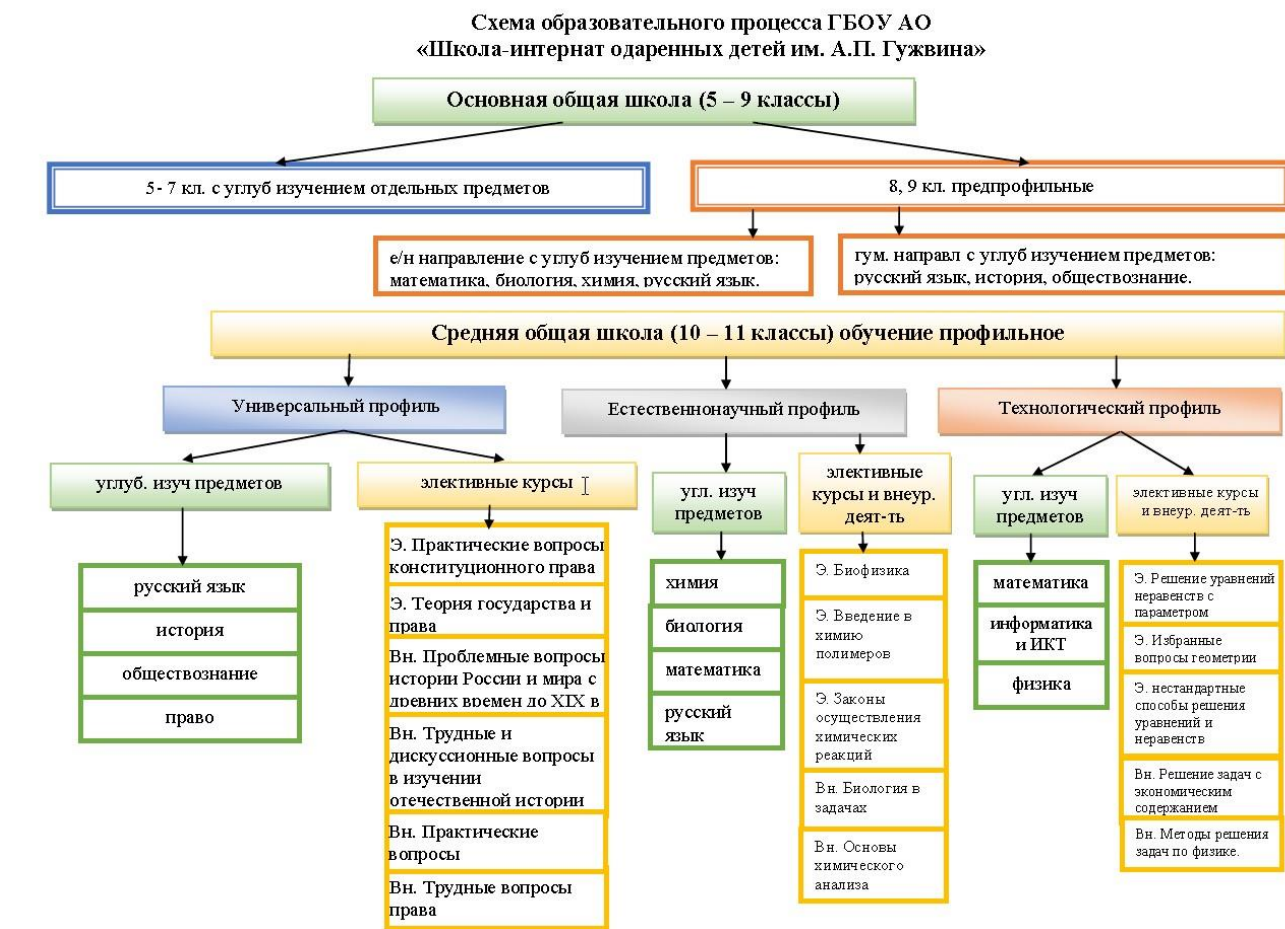 Схема образовательного процесса ГБОУ АО
«Школа-интернат одаренных детей им. А.П. Гужвина»
Основная общая школа (5 – 9 классы)
5- 7 кл. с углуб изучением отдельных предметов
8, 9 кл. предпрофильные
е/н направление с углуб изучением предметов:
математика, биология, химия, русский язык.
гум. направл с углуб изучением предметов:
русский язык, история, обществознание.
Средняя общая школа (10 – 11 классы) обучение профильное
Универсальный профиль
Естественнонаучный профиль
Технологический профиль
углуб. изуч предметов
элективные курсы
угл. изуч
предметов
элективные
курсы и внеур.
деят-ть
угл. изуч
предметов
элективные курсы
и внеур. деят-ть
русский язык
история
обществознание
право
Э. Практические вопросы
конституционного права
Э. Теория государства и
права
Вн. Проблемные вопросы
истории России и мира с
древних времен до XIX в
Вн. Трудные и
дискуссионные вопросы
в изучении
отечественной истории
Вн. Практические
вопросы
Вн. Трудные вопросы
права
химия
биология
математика
русский
язык
Э. Биофизика
Э. Введение в
химию
полимеров
Э. Законы
осуществления
химических
реакций
Вн. Биология в
задачах
Вн. Основы
химического
анализа
математика
информатика
и ИКТ
физика
Э. Решение уравнений
неравенств с
параметром
Э. Избранные
вопросы геометрии
Э. нестандартные
способы решения
уравнений и
неравенств
Вн. Решение задач с
экономическим
содержанием
Вн. Методы решения
задач по физике.